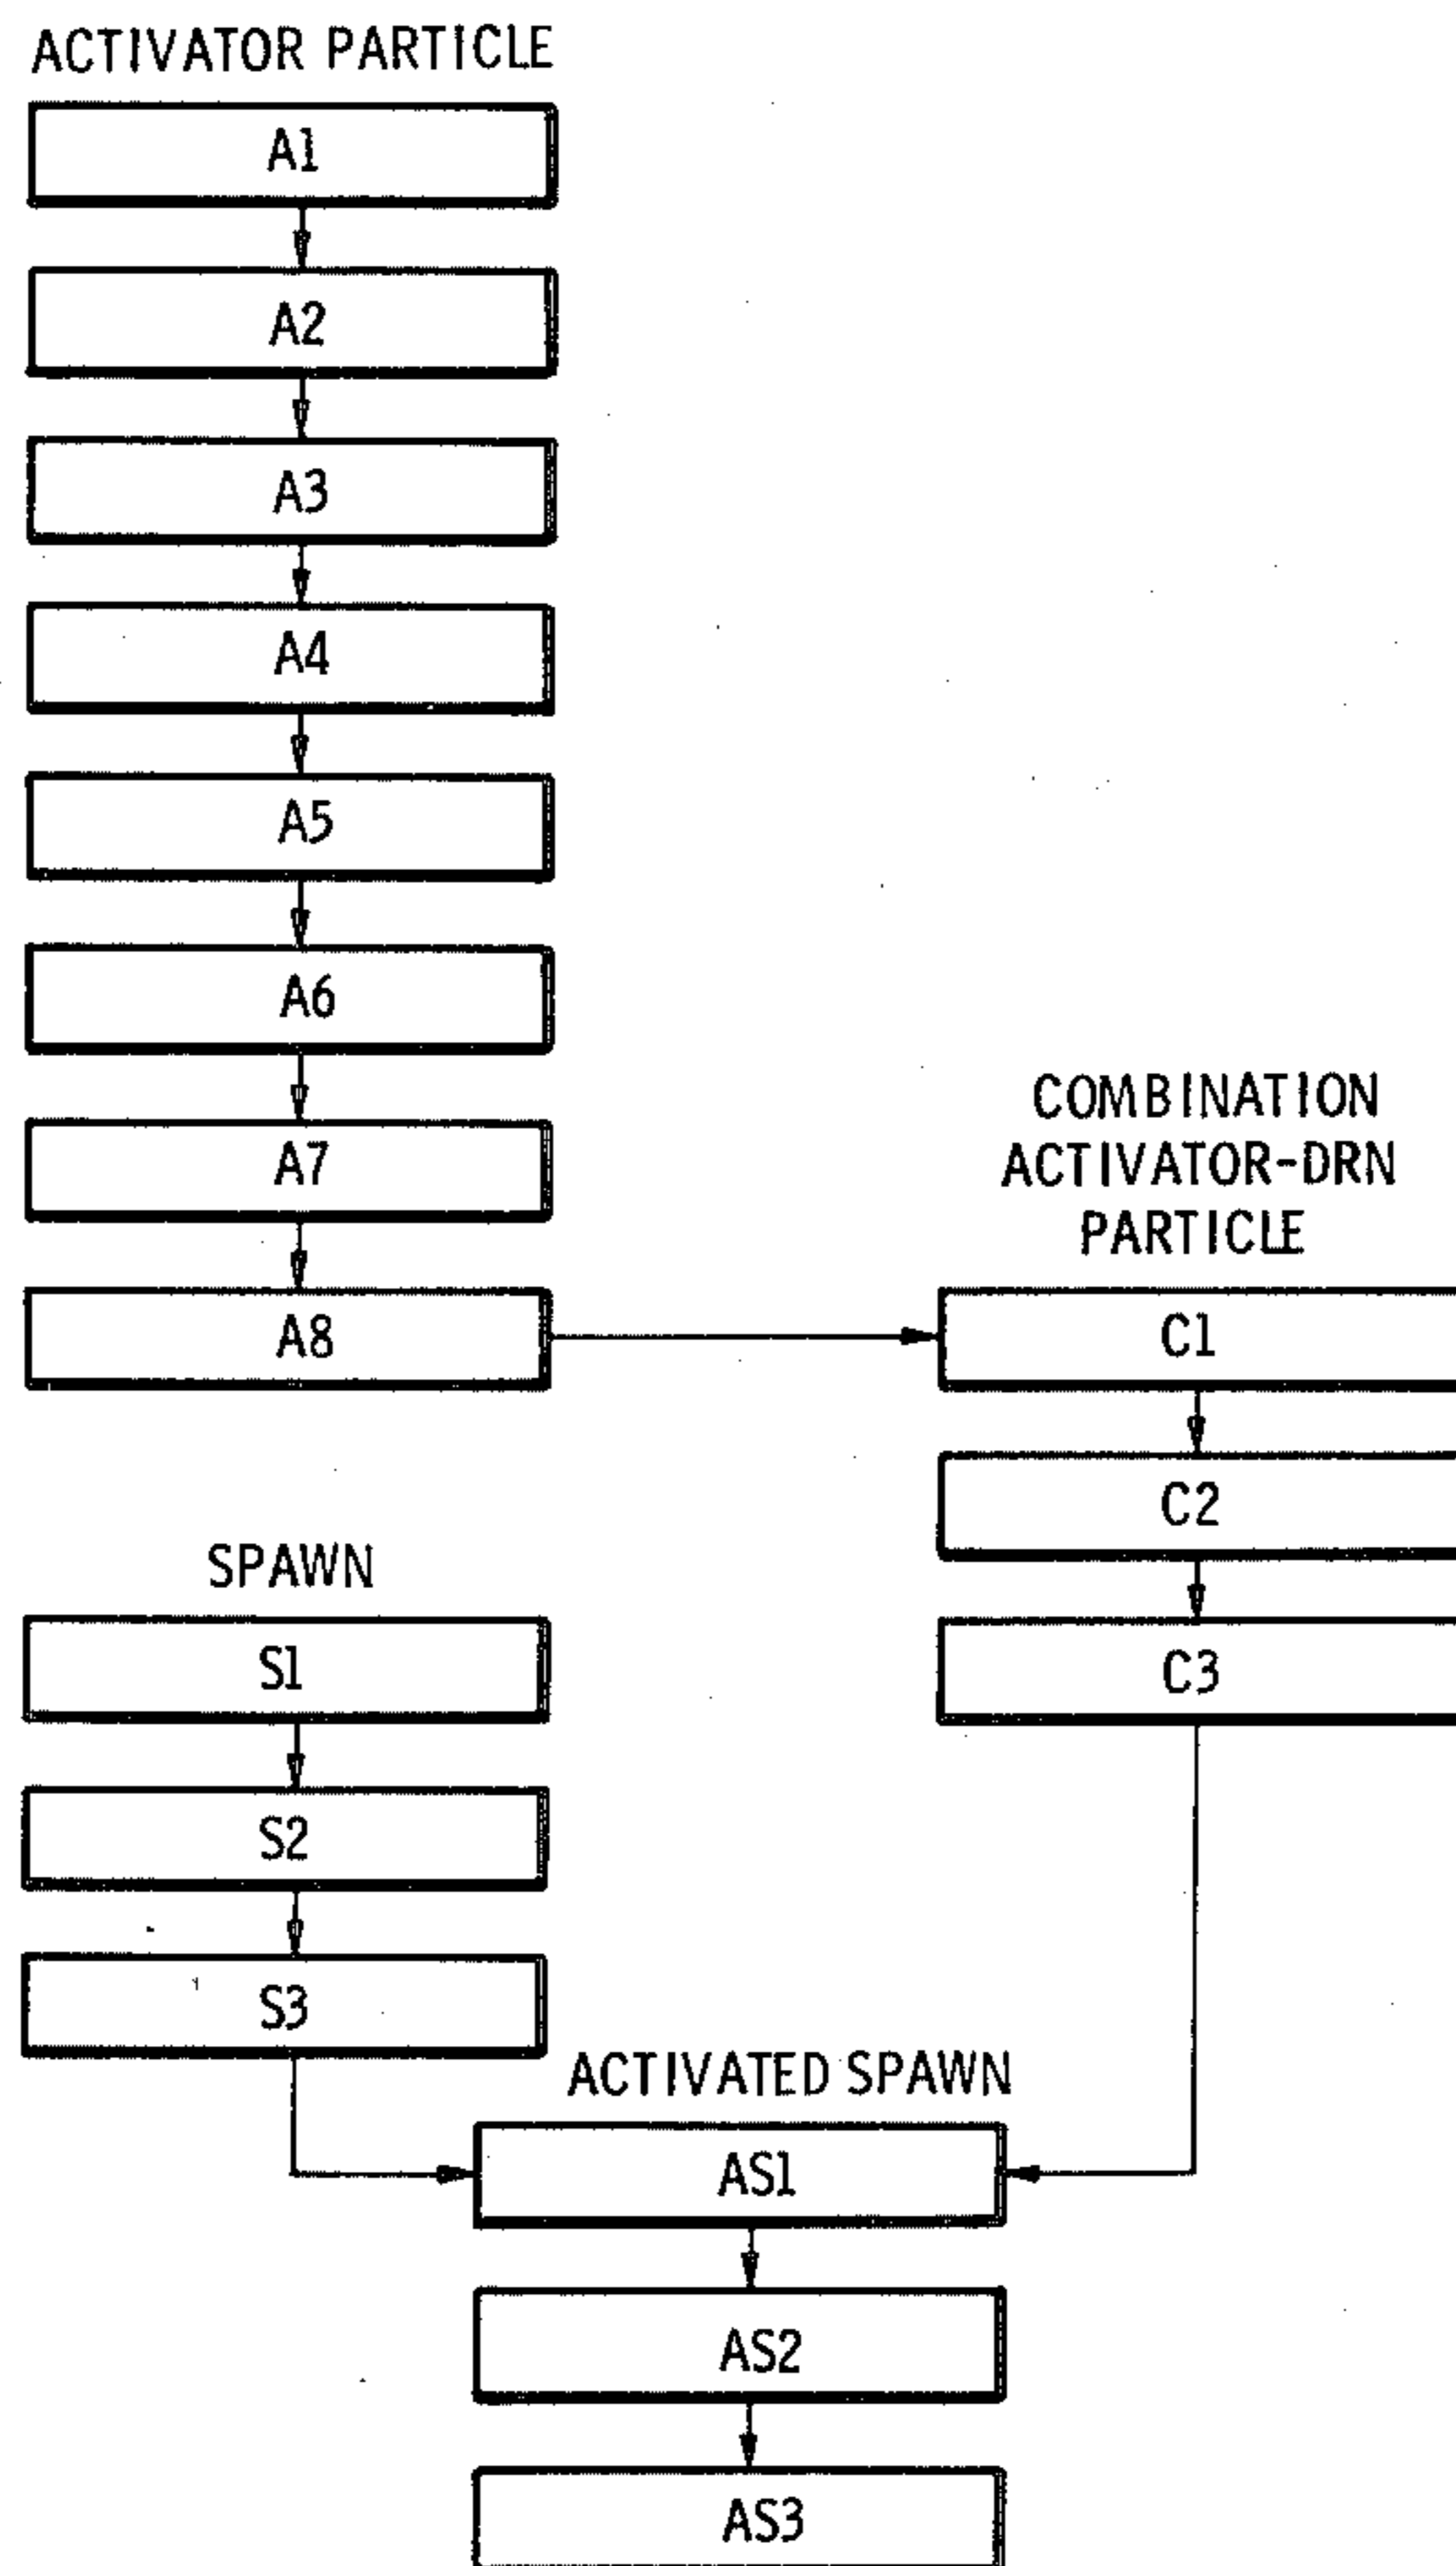 ACTIVATOR PARTICLE
A1
A2
A3
A4
A5
A6
A7
A8
COMBINATION
ACTIVATOR-DRN
PARTICLE
C1
C2
C3
SPAWN
S1
S2
S3
ACTIVATED SPAWN
AS1
AS2
AS3